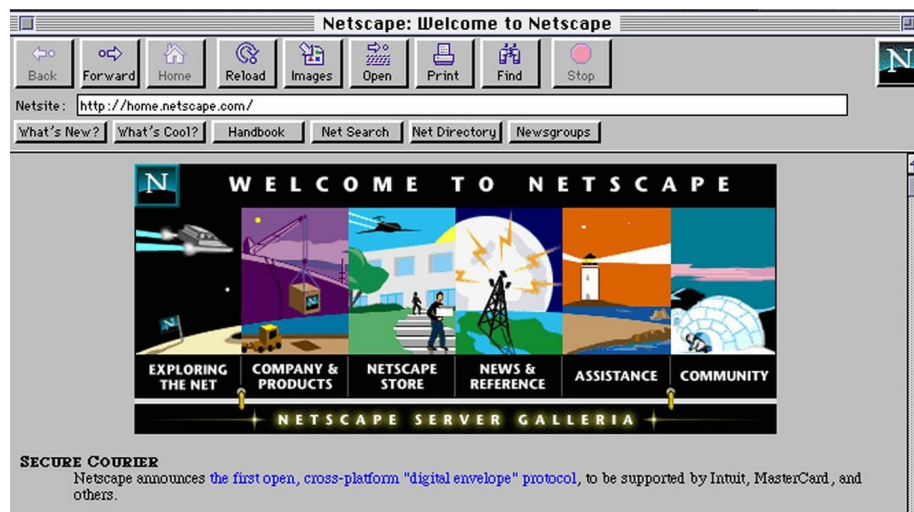 Netscape: Welcome to Netscape
Back Forward Home Reload Images Open Print Find Stop
N
Netsite: http://home.netscape.com/
What's New? What's Cool? Handbook Net Search Net Directory Newsgroups
N WELCOME TO NETSCAPE
EXPLORING THE NET
COMPANY & PRODUCTS
NETSCAPE STORE
NEWS & REFERENCE
ASSISTANCE
COMMUNITY
NETSCAPE SERVER GALLERIA
SECURE COURIER
Netscape announces the first open, cross-platform "digital envelope" protocol, to be supported by Intuit, MasterCard, and
others.